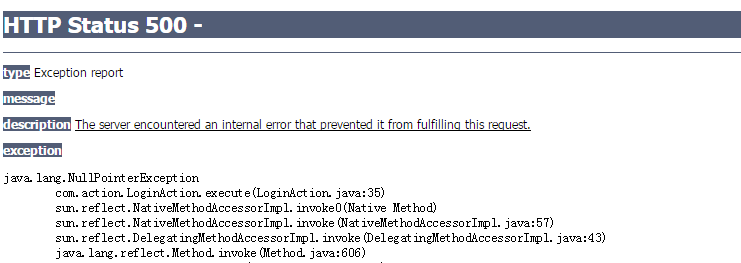 HTTP Status 500 -
type Exception report
message
description The server encountered an internal error that prevented it from fulfilling this request.
exception
java.lang.NullPointerException
com.action.LoginAction.execute(LoginAction.java:35)
sun.reflect.NativeMethodAccessorImpl.invoke0(Native Method)
sun.reflect.NativeMethodAccessorImpl.invoke(NativeMethodAccessorImpl.java:57)
sun.reflect.DelegatingMethodAccessorImpl.invoke(DelegatingMethodAccessorImpl.java:43)
java.lang.reflect.Method.invoke(Method.java:606)